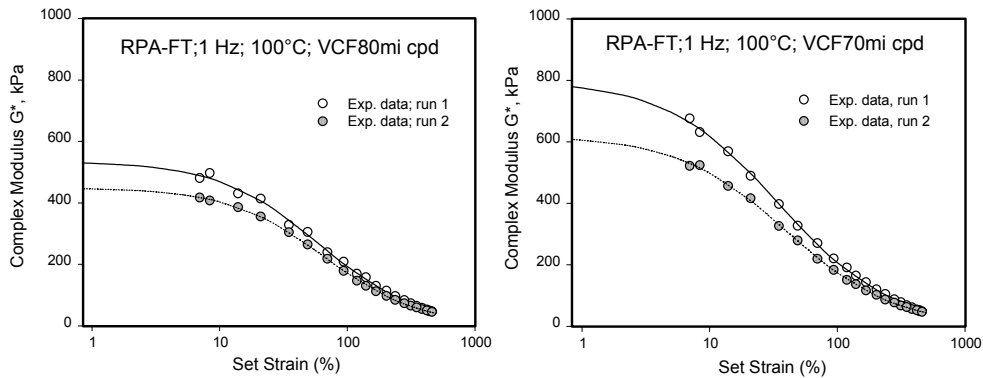 1000
800
600
400
200
0
Complex Modulus G*, kPa
RPA-FT;1 Hz; 100°C; VCF80mi cpd
Exp. data; run 1
Exp. data; run 2
1 10 100 1000
Set Strain (%)
1000
800
600
400
200
0
Complex Modulus G*, kPa
RPA-FT;1 Hz; 100°C; VCF70mi cpd
Exp. data, run 1
Exp. data, run 2
1 10 100 1000
Set Strain (%)